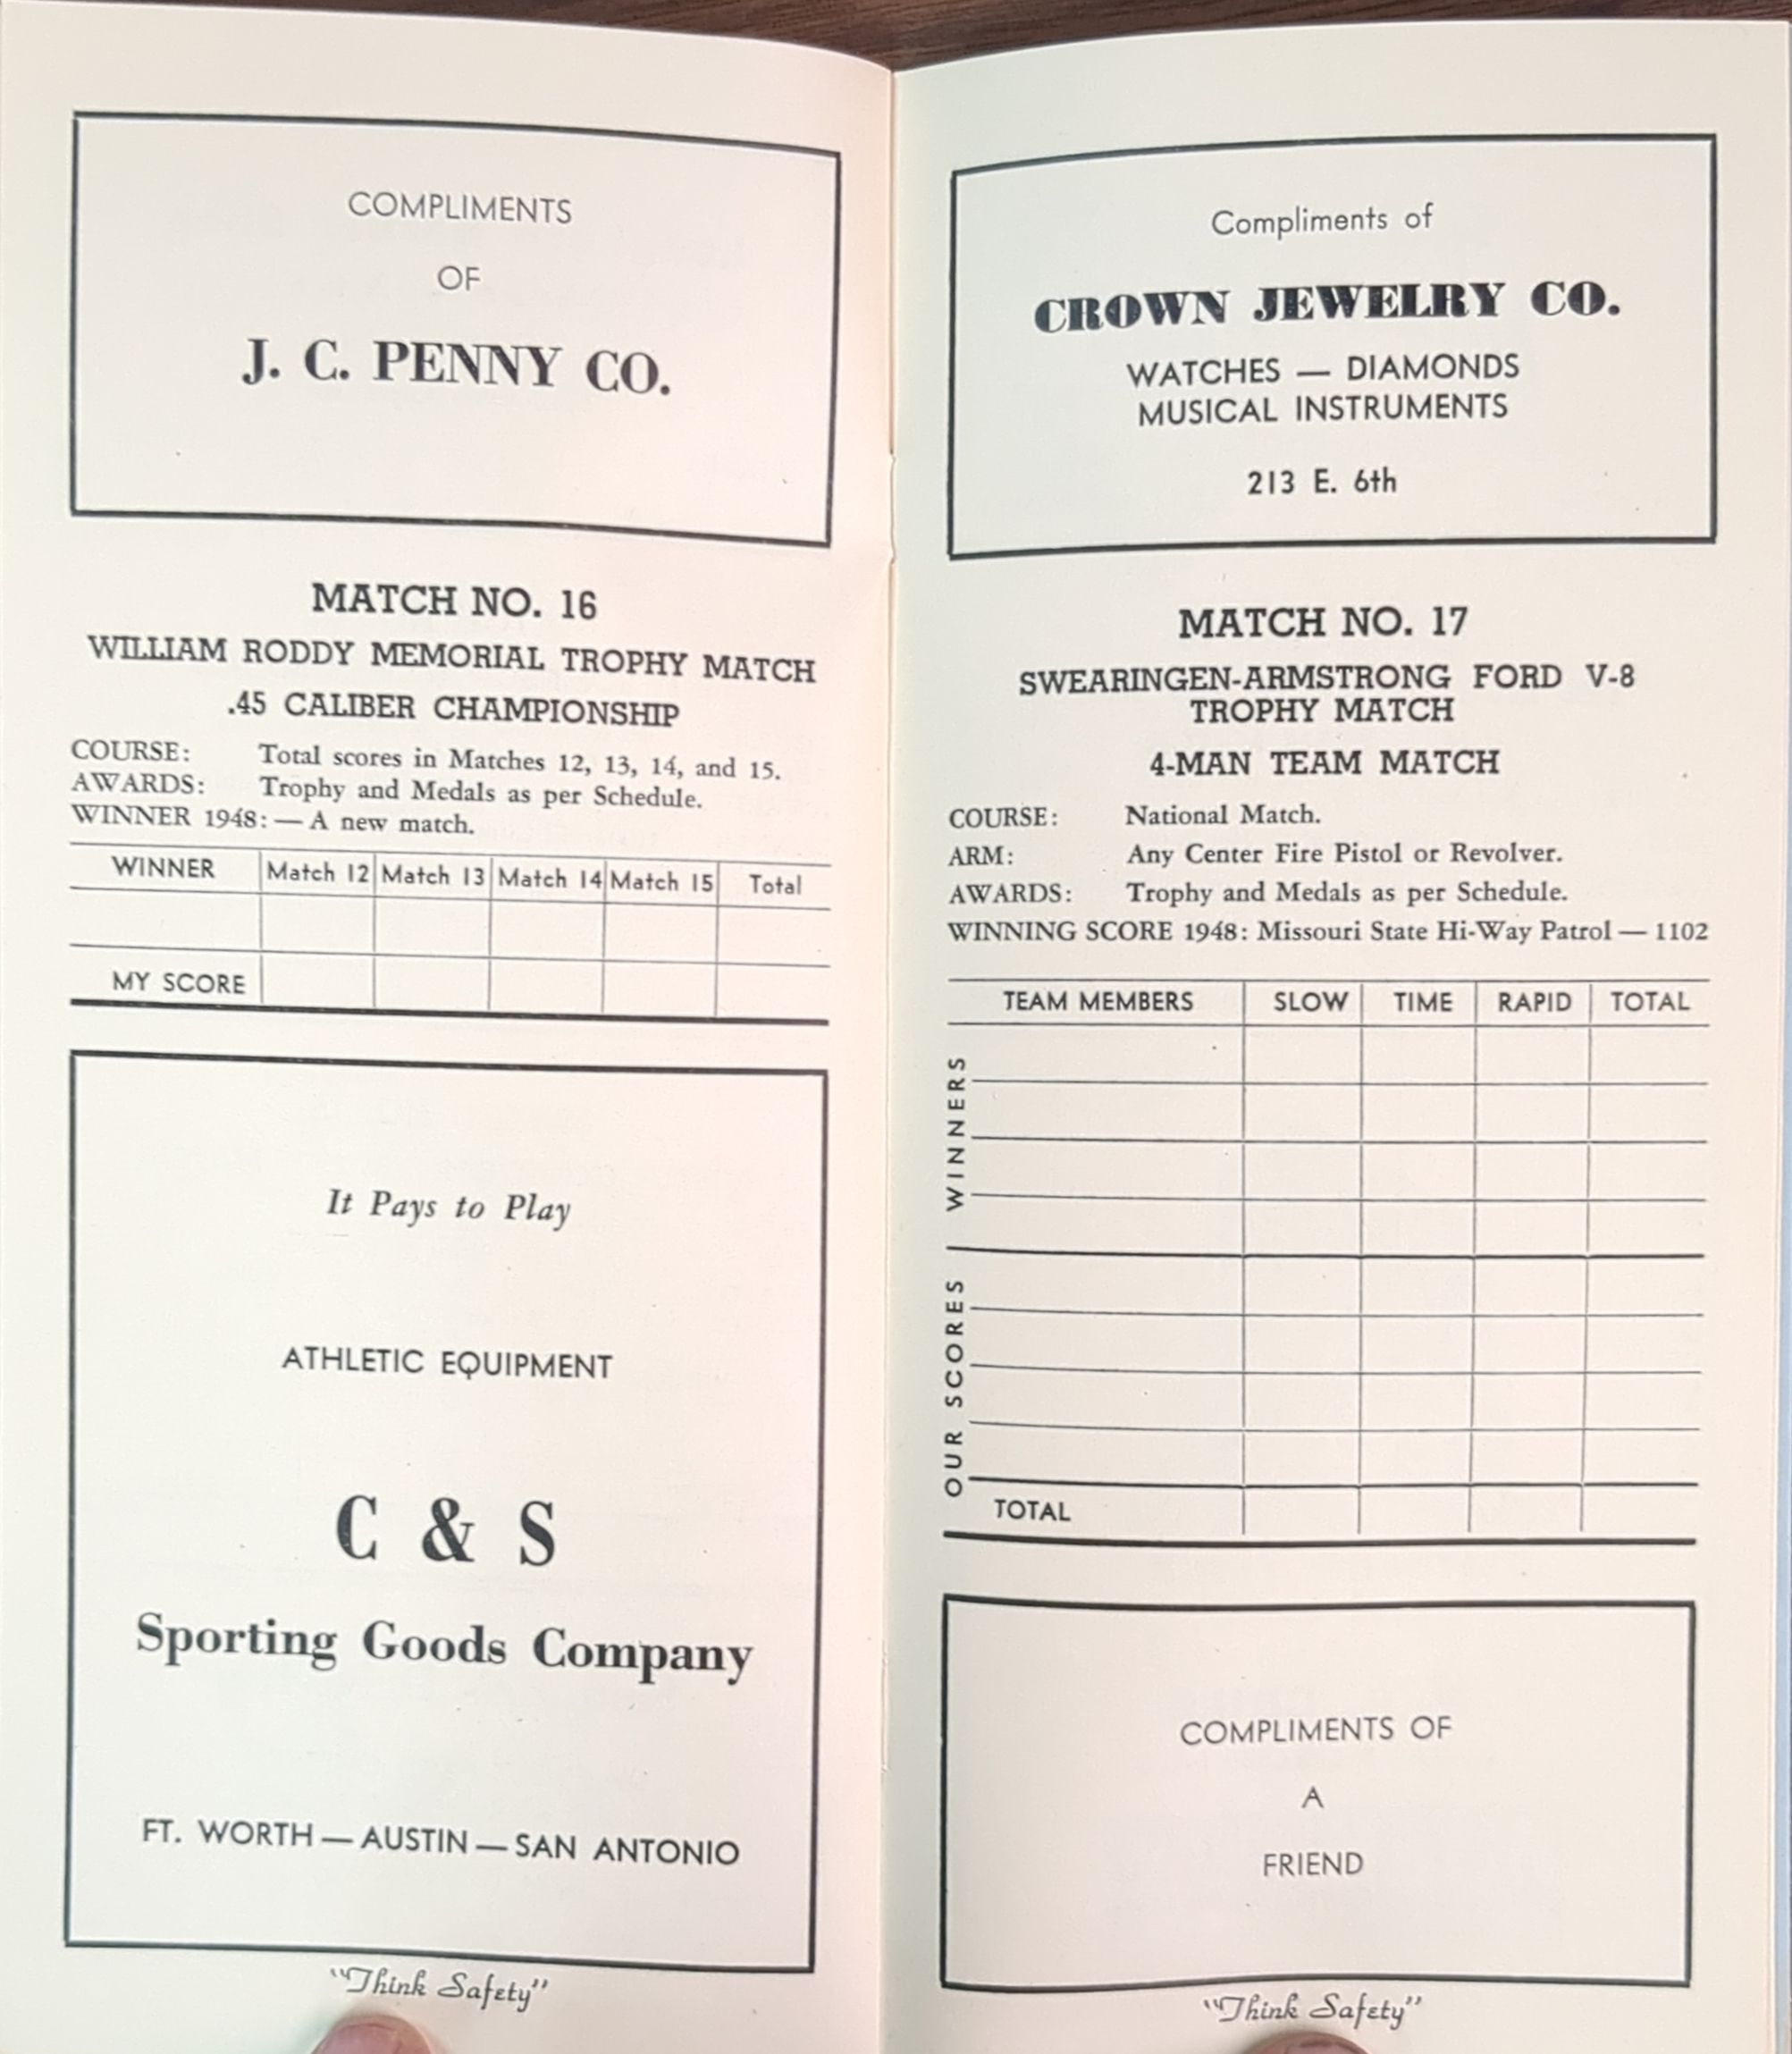 COMPLIMENTS
OF
J. C. PENNY CO.
MATCH NO. 16
WILLIAM RODDY MEMORIAL TROPHY MATCH
.45 CALIBER CHAMPIONSHIP
COURSE: Total scores in Matches 12, 13, 14, and 15.
AWARDS: Trophy and Medals as per Schedule.
WINNER 1948: — A new match.
WINNER Match 12 Match 13 Match 14 Match 15 Total
MY SCORE
It Pays to Play
ATHLETIC EQUIPMENT
C & S
Sporting Goods Company
FT. WORTH — AUSTIN — SAN ANTONIO
"Think Safety"
Compliments of
CROWN JEWELRY CO.
WATCHES — DIAMONDS
MUSICAL INSTRUMENTS
213 E. 6th
MATCH NO. 17
SWEARINGEN-ARMSTRONG FORD V-8
TROPHY MATCH
4-MAN TEAM MATCH
COURSE: National Match.
ARM: Any Center Fire Pistol or Revolver.
AWARDS: Trophy and Medals as per Schedule.
WINNING SCORE 1948: Missouri State Hi-Way Patrol — 1102
TEAM MEMBERS SLOW TIME RAPID TOTAL
WINNERS
OUR SCORES
TOTAL
COMPLIMENTS OF
A
FRIEND
"Think Safety"